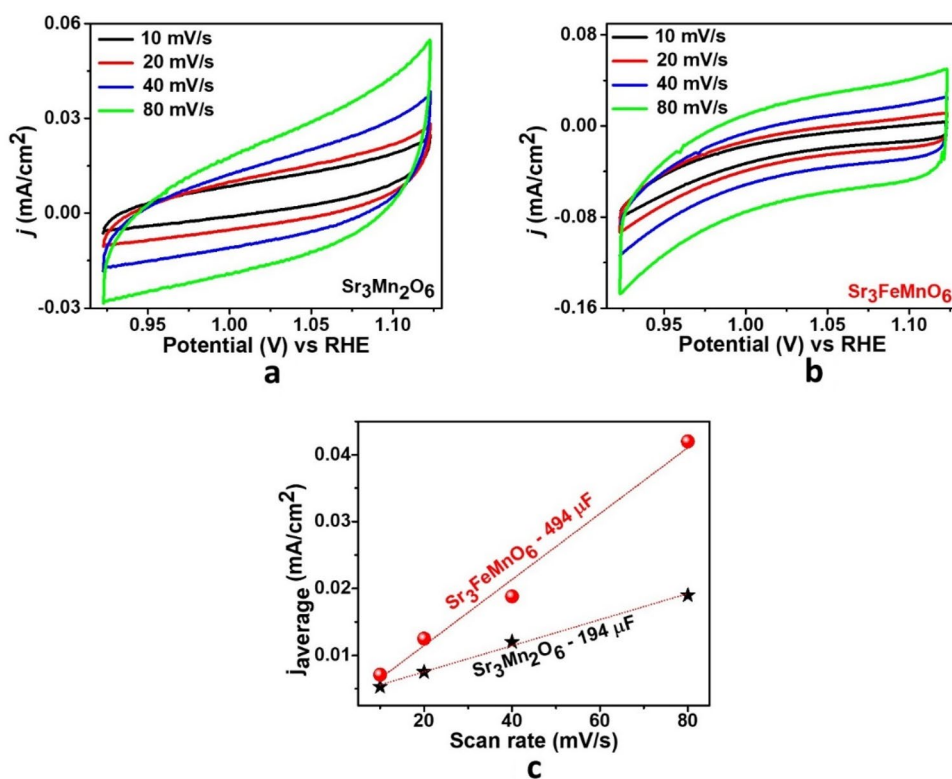 0.06
0.03
0.00
-0.03
j (mA/cm²)
10 mV/s
20 mV/s
40 mV/s
80 mV/s
Sr₃Mn₂O₆
0.95 1.00 1.05 1.10
Potential (V) vs RHE
a
0.08
0.00
-0.08
-0.16
j (mA/cm²)
10 mV/s
20 mV/s
40 mV/s
80 mV/s
Sr₃FeMnO₆
0.95 1.00 1.05 1.10
Potential (V) vs RHE
b
0.04
0.03
0.02
0.01
javerage (mA/cm²)
Sr₃FeMnO₆ - 494 µF
Sr₃Mn₂O₆ - 194 µF
20 40 60 80
Scan rate (mV/s)
c